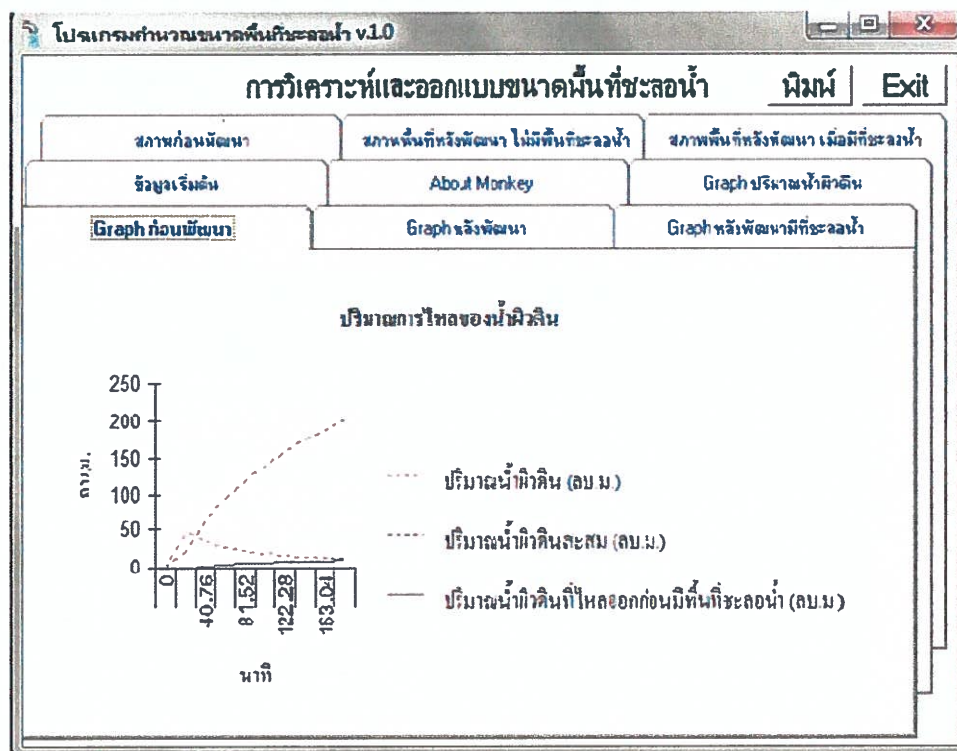 โปรแกรมคำนวณขนาดพื้นที่ชะลอน้ำ v.1.0
การวิเคราะห์และออกแบบขนาดพื้นที่ชะลอน้ำ พิมพ์ Exit
สภาพก่อนพัฒนา สภาพพื้นที่หลังพัฒนา ไม่มีพื้นที่ชะลอน้ำ สภาพพื้นที่หลังพัฒนา เมื่อมีที่ชะลอน้ำ
ข้อมูลเริ่มต้น About Monkey Graph ปริมาณน้ำผิวดิน
Graph ก่อนพัฒนา Graph หลังพัฒนา Graph หลังพัฒนามีที่ชะลอน้ำ
ปริมาณการไหลของน้ำผิวดิน
250
200
150
100
50
0
0 40.76 81.52 122.28 163.04
นาที
ปริมาณน้ำผิวดิน (ลบ.ม.)
ปริมาณน้ำผิวดินสะสม (ลบ.ม.)
ปริมาณน้ำผิวดินที่ไหลออกก่อนมีพื้นที่ชะลอน้ำ (ลบ.ม)